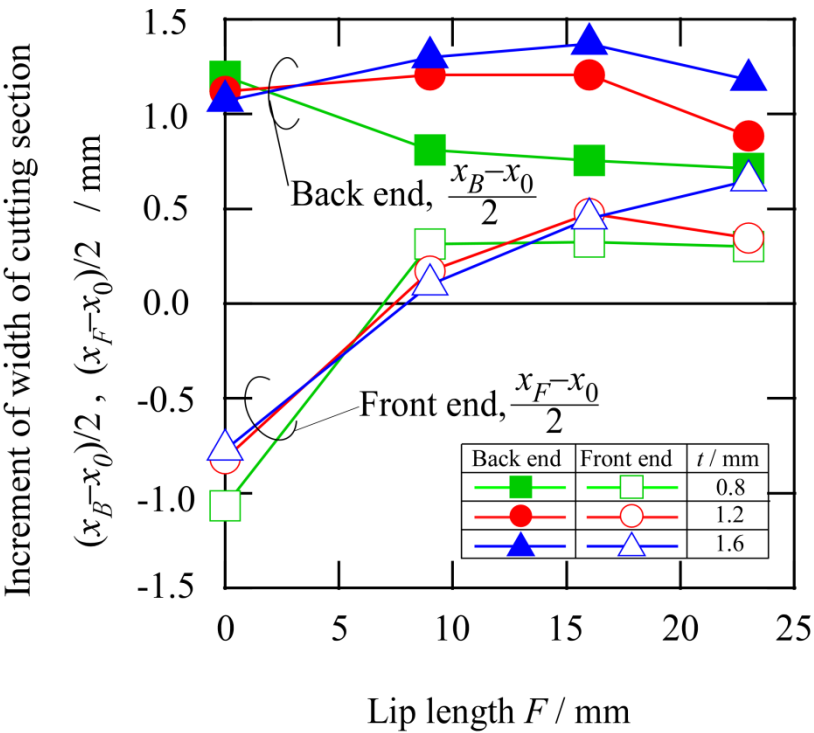 Increment of width of cutting section
(x_B–x_0)/2 , (x_F–x_0)/2 / mm
1.5
1.0
0.5
0.0
-0.5
-1.0
-1.5
Back end, x_B–x_0
2
Front end, x_F–x_0
2
Back end Front end t / mm
0.8
1.2
1.6
0 5 10 15 20 25
Lip length F / mm